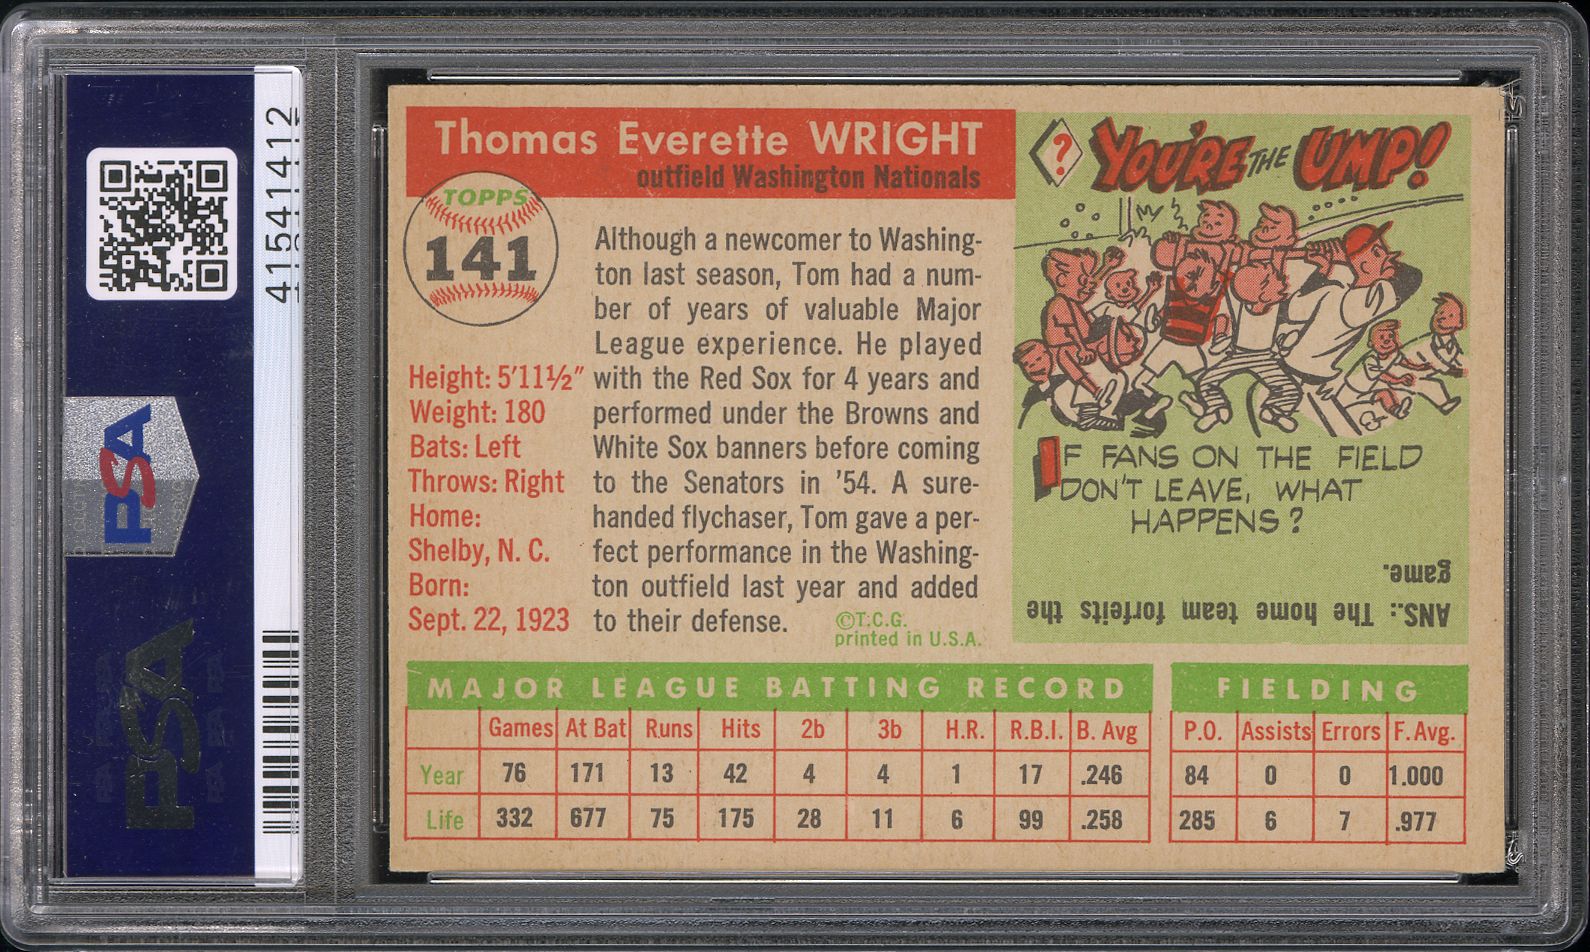 41541412
PSA
PSA
Thomas Everette WRIGHT
outfield Washington Nationals
TOPPS
141
Height: 5'11½"
Weight: 180
Bats: Left
Throws: Right
Home:
Shelby, N. C.
Born:
Sept. 22, 1923
Although a newcomer to Washing-
ton last season, Tom had a num-
ber of years of valuable Major
League experience. He played
with the Red Sox for 4 years and
performed under the Browns and
White Sox banners before coming
to the Senators in '54. A sure-
handed flychaser, Tom gave a per-
fect performance in the Washing-
ton outfield last year and added
to their defense.
©T.C.G.
printed in U.S.A.
? YOU'RE THE UMP!
IF FANS ON THE FIELD
DON'T LEAVE, WHAT
HAPPENS?
ANS.: The home team forfeits the
game.
MAJOR LEAGUE BATTING RECORD
Games At Bat Runs Hits 2b 3b H.R. R.B.I. B. Avg
Year 76 171 13 42 4 4 1 17 .246
Life 332 677 75 175 28 11 6 99 .258
FIELDING
P.O. Assists Errors F. Avg.
84 0 0 1.000
285 6 7 .977